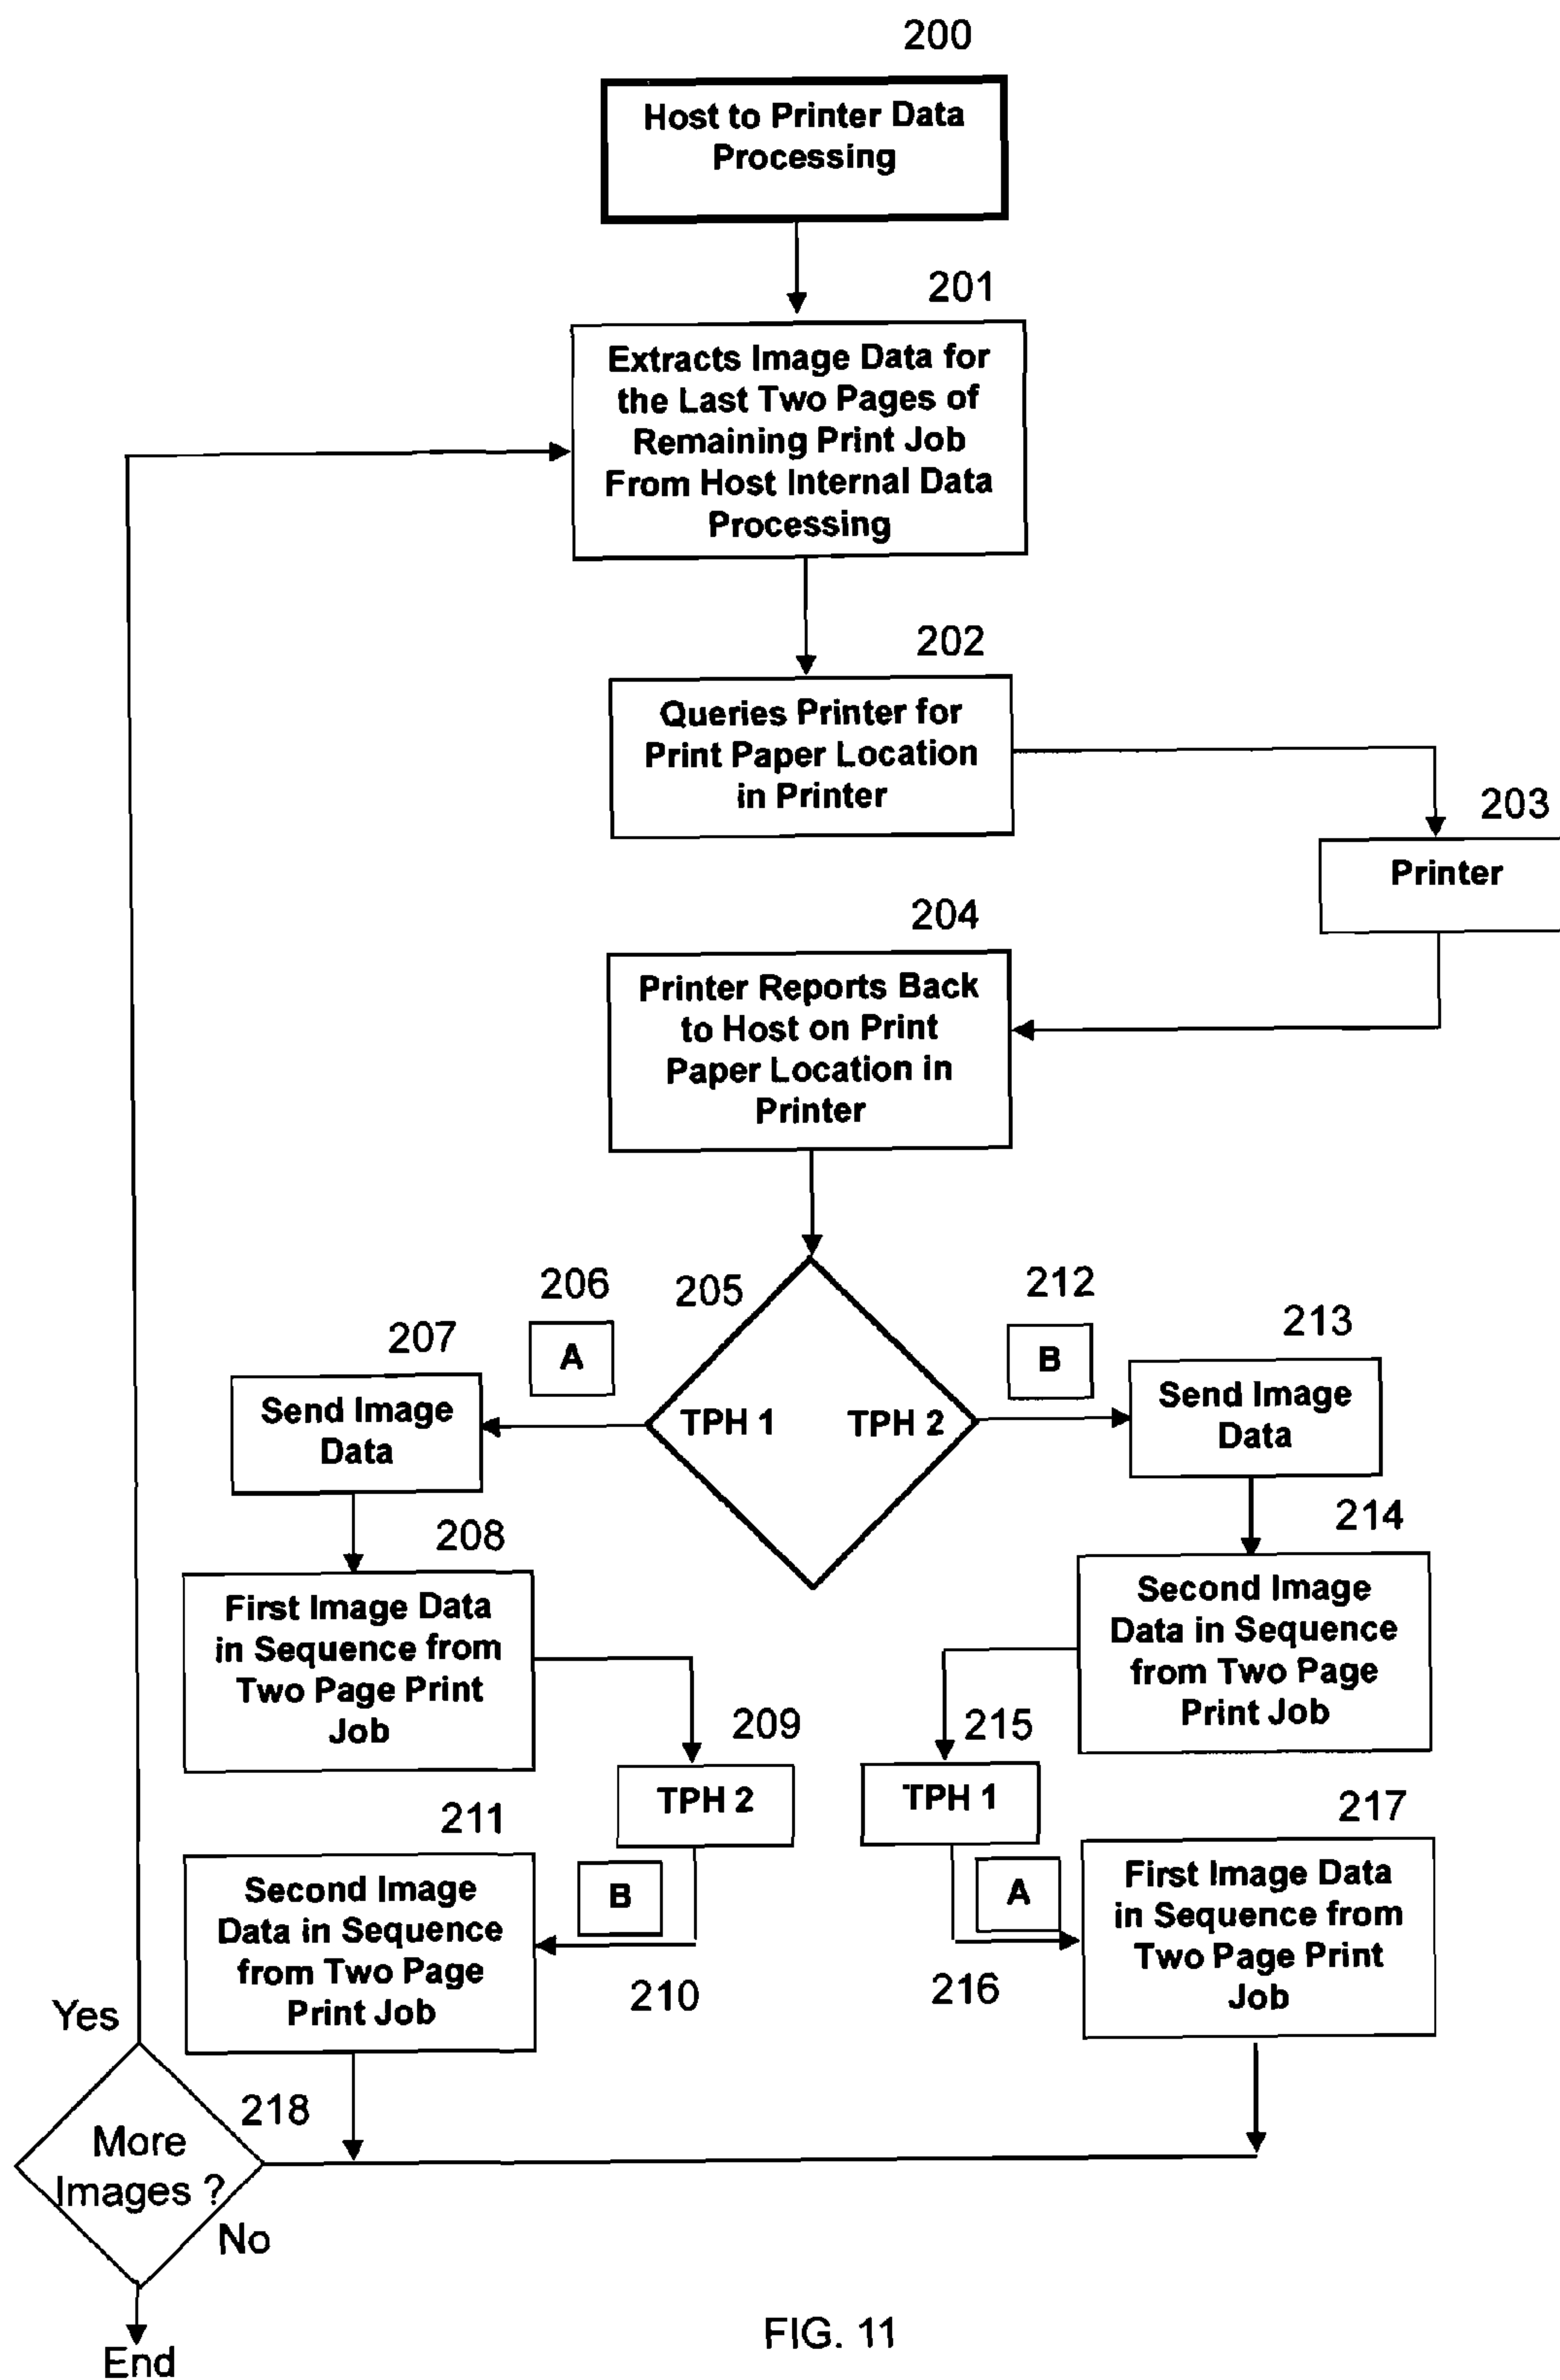 200
Host to Printer Data
Processing
201
Extracts Image Data for
the Last Two Pages of
Remaining Print Job
From Host Internal Data
Processing
202
Queries Printer for
Print Paper Location
in Printer
203
Printer
204
Printer Reports Back
to Host on Print
Paper Location in
Printer
205
TPH 1
TPH 2
206
A
207
Send Image
Data
208
First Image Data
in Sequence from
Two Page Print
Job
209
TPH 2
B
210
211
Second Image
Data in Sequence
from Two Page
Print Job
212
B
213
Send Image
Data
214
Second Image
Data in Sequence
from Two Page
Print Job
215
TPH 1
A
216
217
First Image Data
in Sequence from
Two Page Print
Job
218
More
Images ?
Yes
No
End
FIG. 11